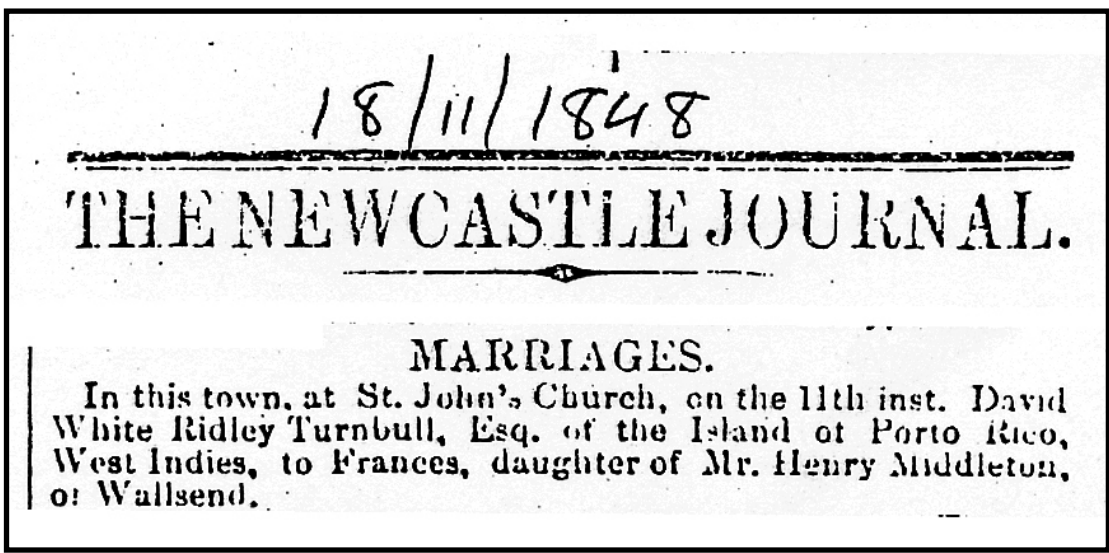 18/11/1848
THE NEWCASTLE JOURNAL.
MARRIAGES.
In this town, at St. John's Church, on the 11th inst. David
White Ridley Turnbull, Esq. of the Island of Porto Rico,
West Indies, to Frances, daughter of Mr. Henry Middleton,
of Wallsend.